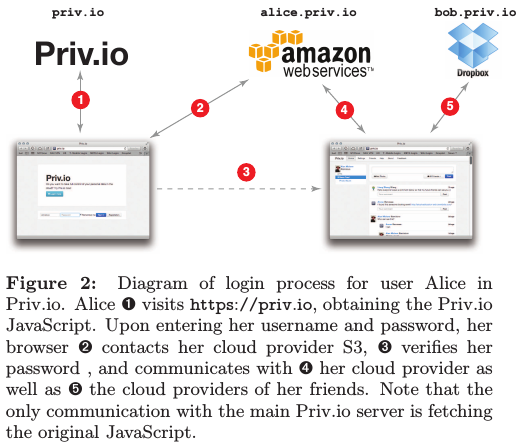 priv.io
alice.priv.io
bob.priv.io
Priv.io
amazon
webservices™
Dropbox
1
2
3
4
5
Priv.io
Figure 2: Diagram of login process for user Alice in
Priv.io. Alice ❶ visits https://priv.io, obtaining the Priv.io
JavaScript. Upon entering her username and password, her
browser ❷ contacts her cloud provider S3, ❸ verifies her
password , and communicates with ❹ her cloud provider as
well as ❺ the cloud providers of her friends. Note that the
only communication with the main Priv.io server is fetching
the original JavaScript.